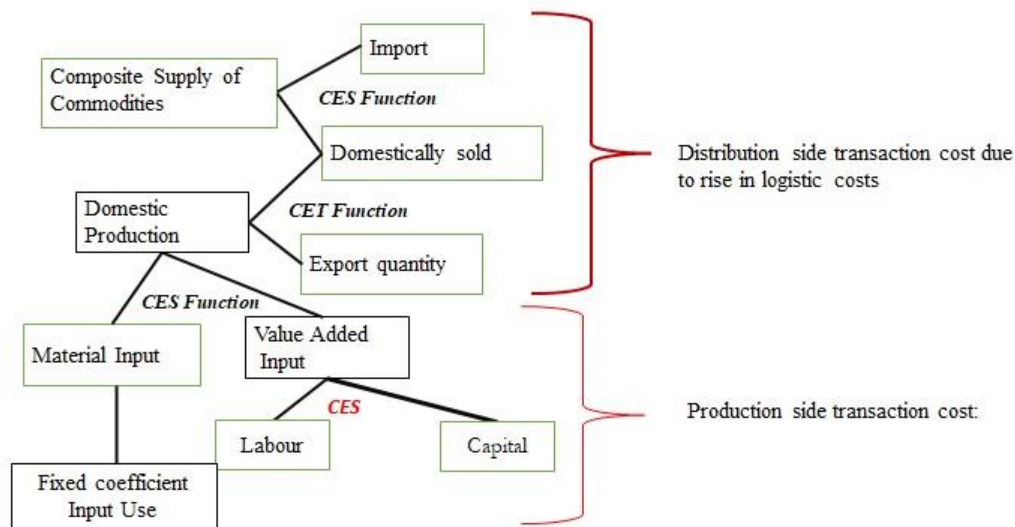 Import
Composite Supply of
Commodities
CES Function
Domestically sold
Distribution side transaction cost due
to rise in logistic costs
Domestic
Production
CET Function
Export quantity
CES Function
Material Input
Value Added
Input
CES
Labour
Capital
Production side transaction cost:
Fixed coefficient
Input Use